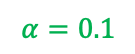 α = 0.1